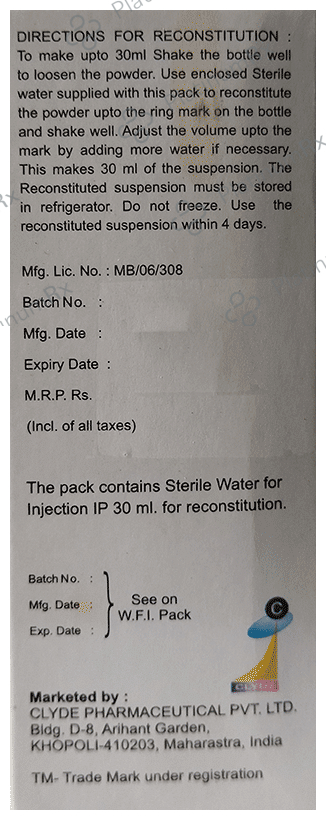 DIRECTIONS FOR RECONSTITUTION :
To make upto 30ml Shake the bottle well
to loosen the powder. Use enclosed Sterile
water supplied with this pack to reconstitute
the powder upto the ring mark on the bottle
and shake well. Adjust the volume upto the
mark by adding more water if necessary.
This makes 30 ml of the suspension. The
Reconstituted suspension must be stored
in refrigerator. Do not freeze. Use the
reconstituted suspension within 4 days.
Mfg. Lic. No. : MB/06/308
Batch No. :
Mfg. Date :
Expiry Date :
M.R.P. Rs.
(Incl. of all taxes)
The pack contains Sterile Water for
Injection IP 30 ml. for reconstitution.
Batch No. :
Mfg. Date :
Exp. Date :
See on
W.F.I. Pack
C
CLYDE
Marketed by :
CLYDE PHARMACEUTICAL PVT. LTD.
Bldg. D-8, Arihant Garden,
KHOPOLI-410203, Maharastra, India
TM- Trade Mark under registration